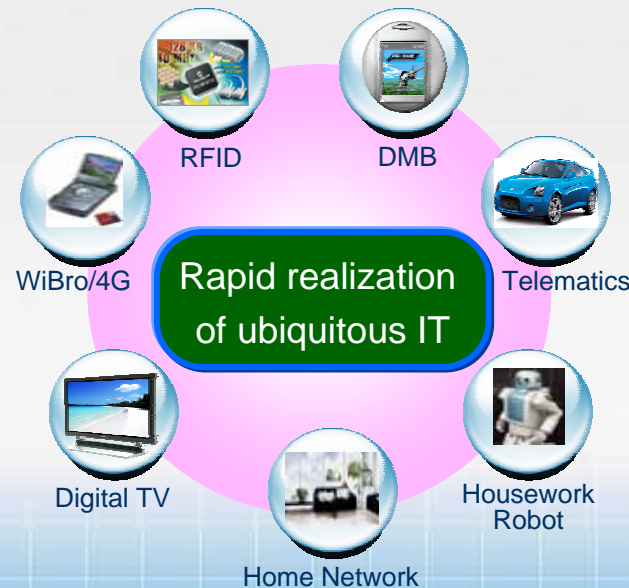 RFID
DMB
WiBro/4G
Telematics
Rapid realization
of ubiquitous IT
Digital TV
Housework
Robot
Home Network